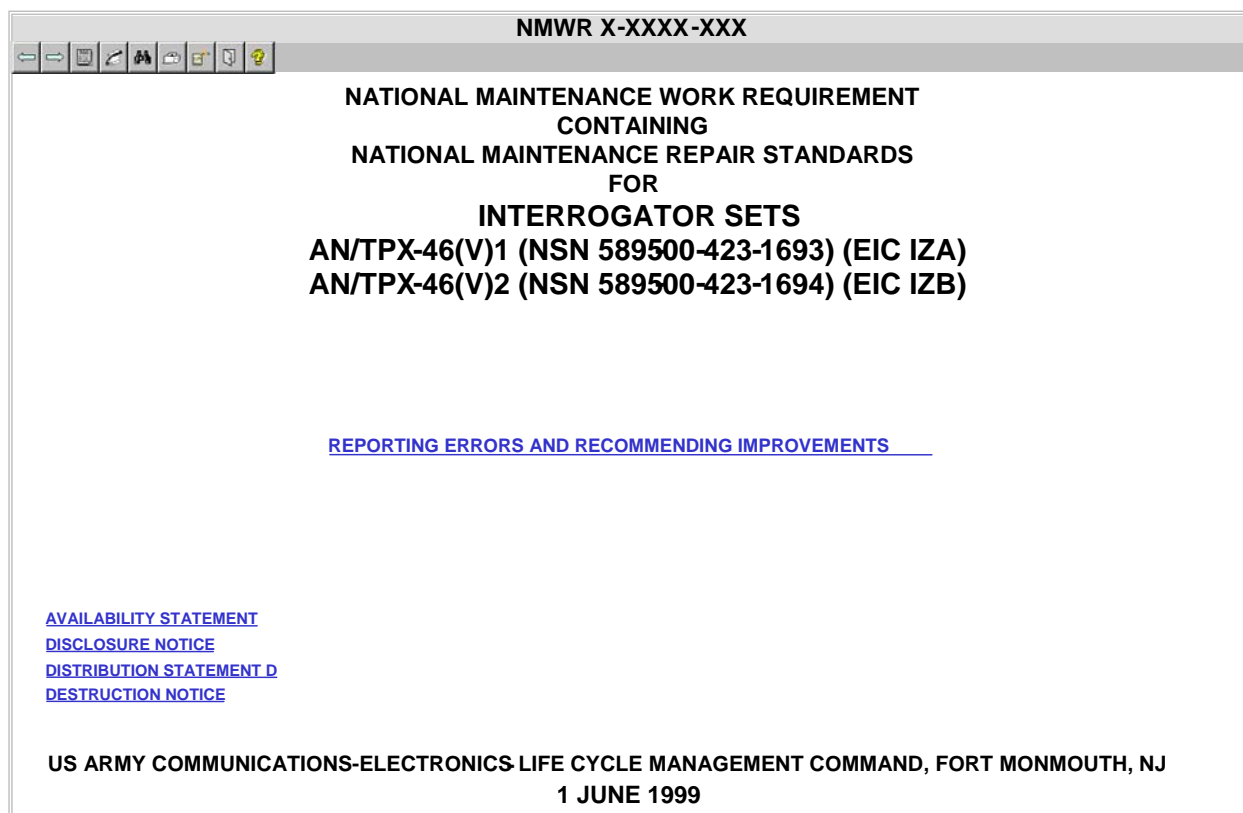 NMWR X-XXXX-XXX
NATIONAL MAINTENANCE WORK REQUIREMENT
CONTAINING
NATIONAL MAINTENANCE REPAIR STANDARDS
FOR
INTERROGATOR SETS
AN/TPX-46(V)1 (NSN 589500-423-1693) (EIC IZA)
AN/TPX-46(V)2 (NSN 589500-423-1694) (EIC IZB)
REPORTING ERRORS AND RECOMMENDING IMPROVEMENTS
AVAILABILITY STATEMENT
DISCLOSURE NOTICE
DISTRIBUTION STATEMENT D
DESTRUCTION NOTICE
US ARMY COMMUNICATIONS-ELECTRONICS LIFE CYCLE MANAGEMENT COMMAND, FORT MONMOUTH, NJ
1 JUNE 1999